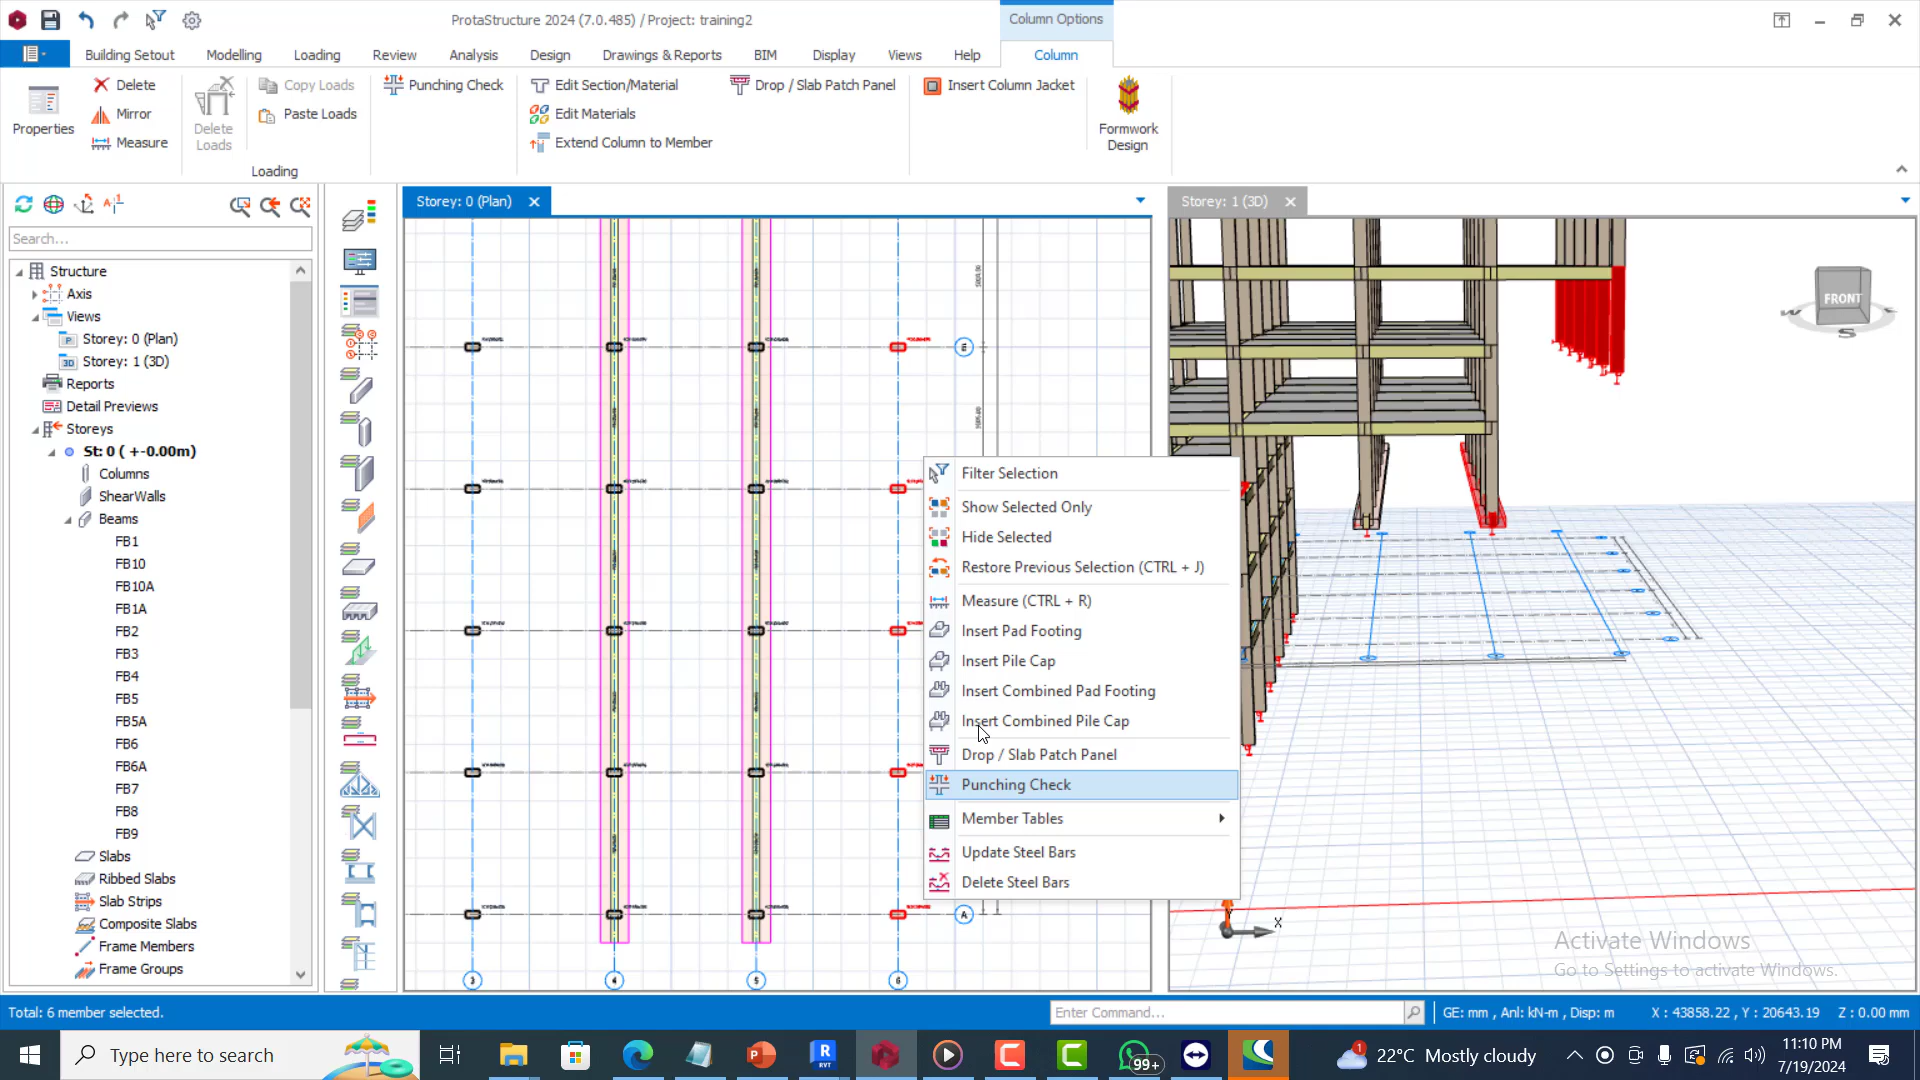 ProtaStructure 2024 (7.0.485) / Project: training2
Column Options
Building Setout
Modelling
Loading
Review
Analysis
Design
Drawings & Reports
BIM
Display
Views
Help
Column
Properties
Delete
Mirror
Measure
Delete
Loads
Copy Loads
Paste Loads
Loading
Punching Check
Edit Section/Material
Edit Materials
Extend Column to Member
Drop / Slab Patch Panel
Insert Column Jacket
Formwork
Design
Search...
Structure
Axis
Views
Storey: 0 (Plan)
Storey: 1 (3D)
Reports
Detail Previews
Storeys
St: 0 ( +-0.00m)
Columns
ShearWalls
Beams
FB1
FB10
FB10A
FB1A
FB2
FB3
FB4
FB5
FB5A
FB6
FB6A
FB7
FB8
FB9
Slabs
Ribbed Slabs
Slab Strips
Composite Slabs
Frame Members
Frame Groups
Storey: 0 (Plan)
A
3
4
5
6
Filter Selection
Show Selected Only
Hide Selected
Restore Previous Selection (CTRL + J)
Measure (CTRL + R)
Insert Pad Footing
Insert Pile Cap
Insert Combined Pad Footing
Insert Combined Pile Cap
Drop / Slab Patch Panel
Punching Check
Member Tables
Update Steel Bars
Delete Steel Bars
Storey: 1 (3D)
FRONT
W
S
X
Activate Windows
Go to Settings to activate Windows.
Total: 6 member selected.
Enter Command...
GE: mm , Anl: kN-m , Disp: m
X : 43858.22 , Y : 20643.19
Z : 0.00 mm
Type here to search
99+
1
22°C Mostly cloudy
11:10 PM
7/19/2024